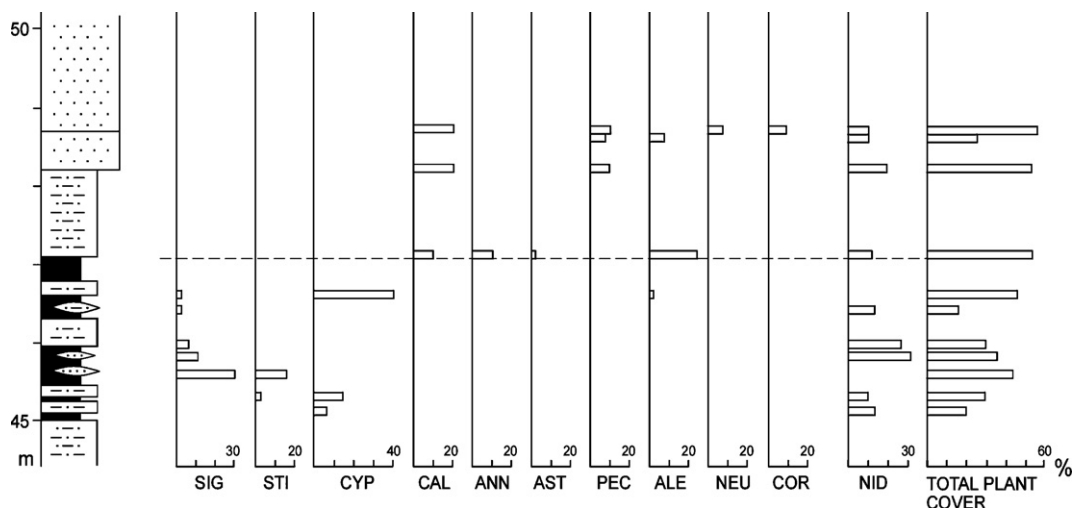 50
45
m
30
20
40
20
20
20
20
20
20
20
30
60
%
SIG
STI
CYP
CAL
ANN
AST
PEC
ALE
NEU
COR
NID
TOTAL PLANT
COVER